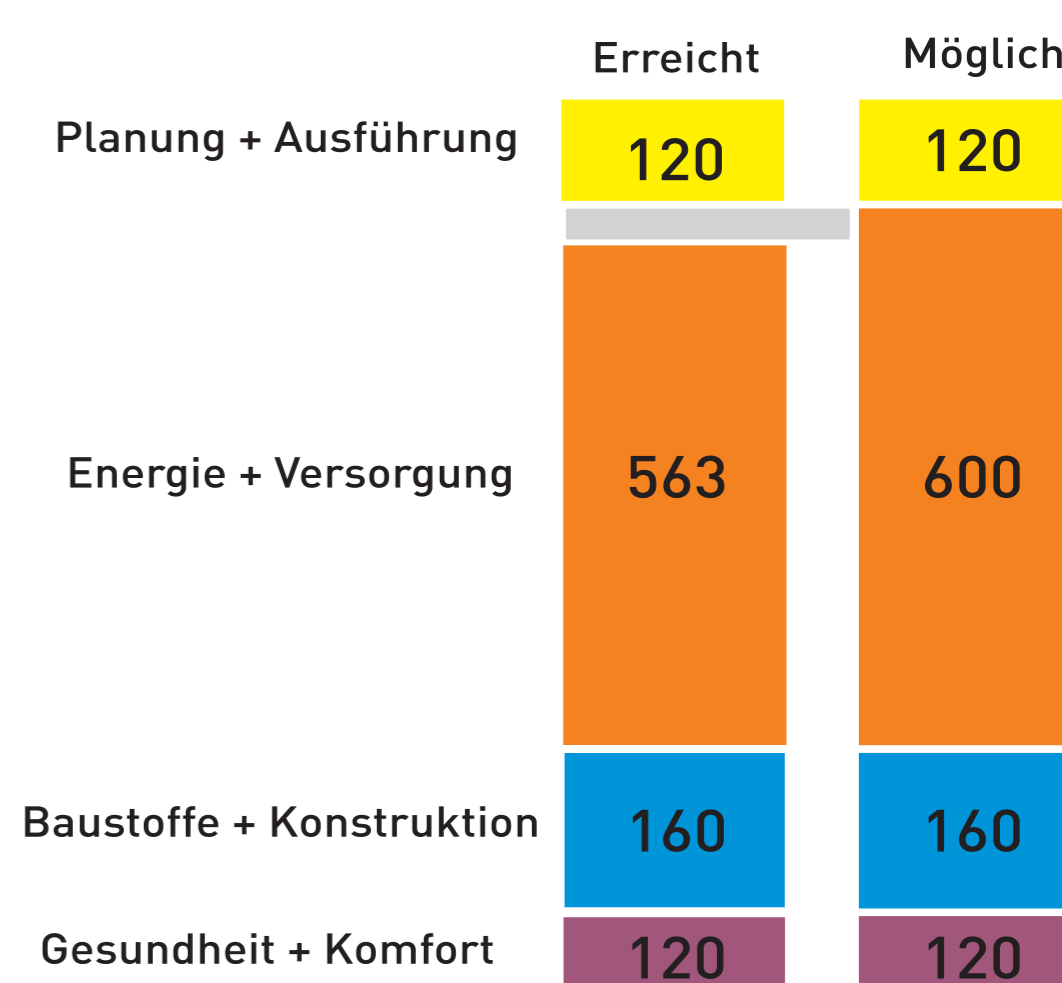 Erreicht Möglich
Planung + Ausführung 120 120
Energie + Versorgung 563 600
Baustoffe + Konstruktion 160 160
Gesundheit + Komfort 120 120